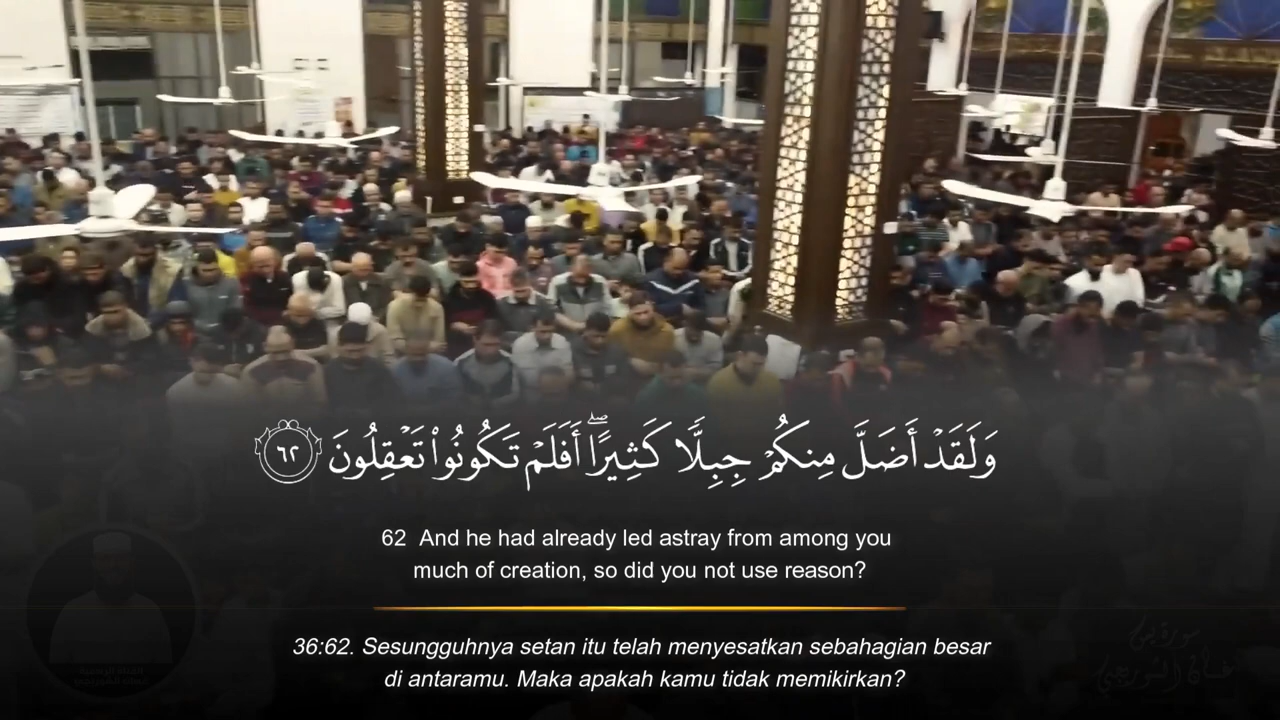 وَلَقَدْ أَضَلَّ مِنكُمْ جِبِلًّا كَثِيرًا ۖ أَفَلَمْ تَكُونُوا۟ تَعْقِلُونَ ٦٢
62 And he had already led astray from among you
much of creation, so did you not use reason?
36:62. Sesungguhnya setan itu telah menyesatkan sebahagian besar
di antaramu. Maka apakah kamu tidak memikirkan?
سورة يس